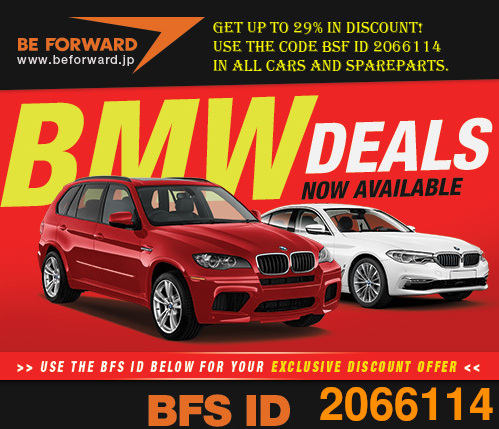 BE FORWARD
www.beforward.jp
GET UP TO 29% IN DISCOUNT!
USE THE CODE BSF ID 2066114
IN ALL CARS AND SPAREPARTS.
BMW DEALS
NOW AVAILABLE
>> USE THE BFS ID BELOW FOR YOUR EXCLUSIVE DISCOUNT OFFER <<
BFS ID 2066114